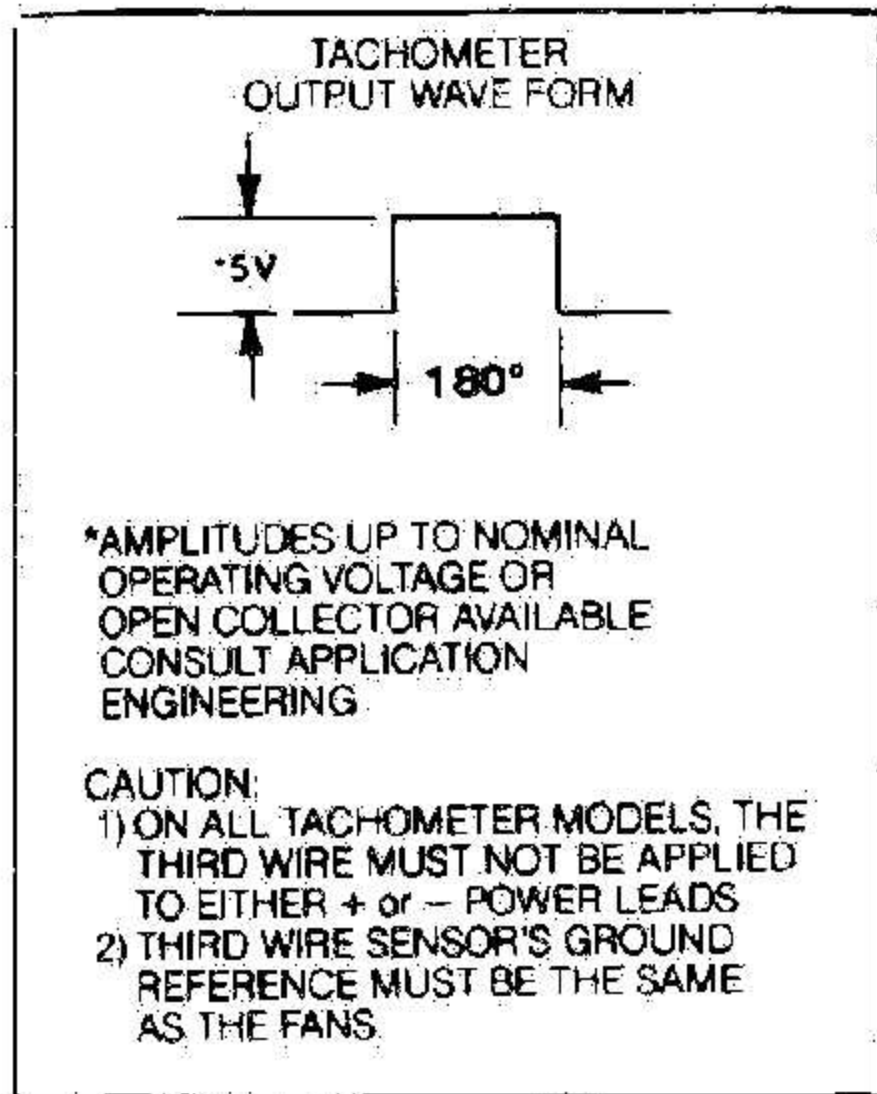 TACHOMETER
OUTPUT WAVE FORM
*5V
180°
*AMPLITUDES UP TO NOMINAL
OPERATING VOLTAGE OR
OPEN COLLECTOR AVAILABLE
CONSULT APPLICATION
ENGINEERING
CAUTION:
1) ON ALL TACHOMETER MODELS, THE
THIRD WIRE MUST NOT BE APPLIED
TO EITHER + or – POWER LEADS
2) THIRD WIRE SENSOR'S GROUND
REFERENCE MUST BE THE SAME
AS THE FANS